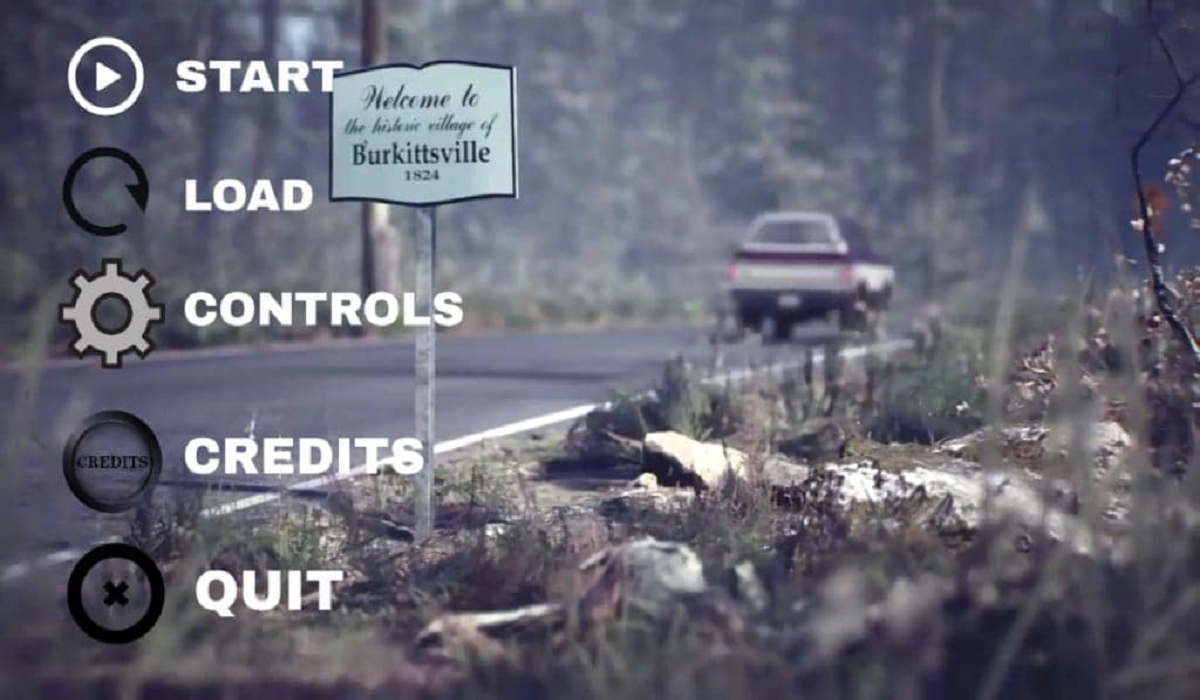 START
Welcome to
the historic village of
Burkittsville
1824
LOAD
CONTROLS
CREDITS
CREDITS
QUIT